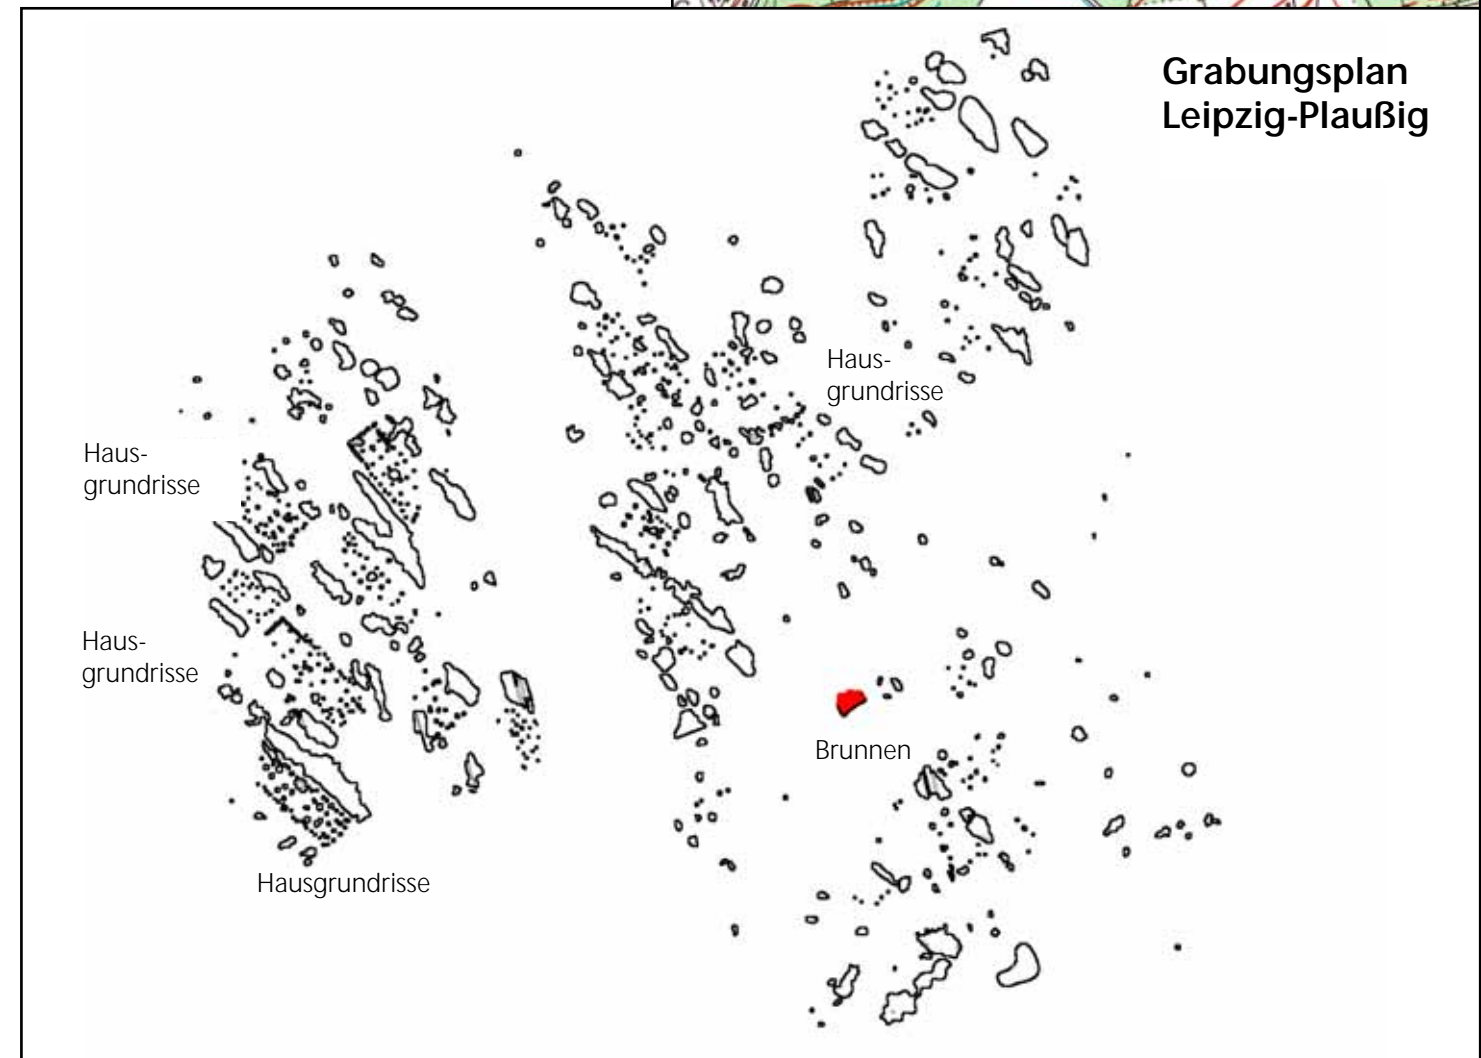 Grabungsplan
Leipzig-Plaußig
Haus-
grundrisse
Haus-
grundrisse
Haus-
grundrisse
Brunnen
Hausgrundrisse